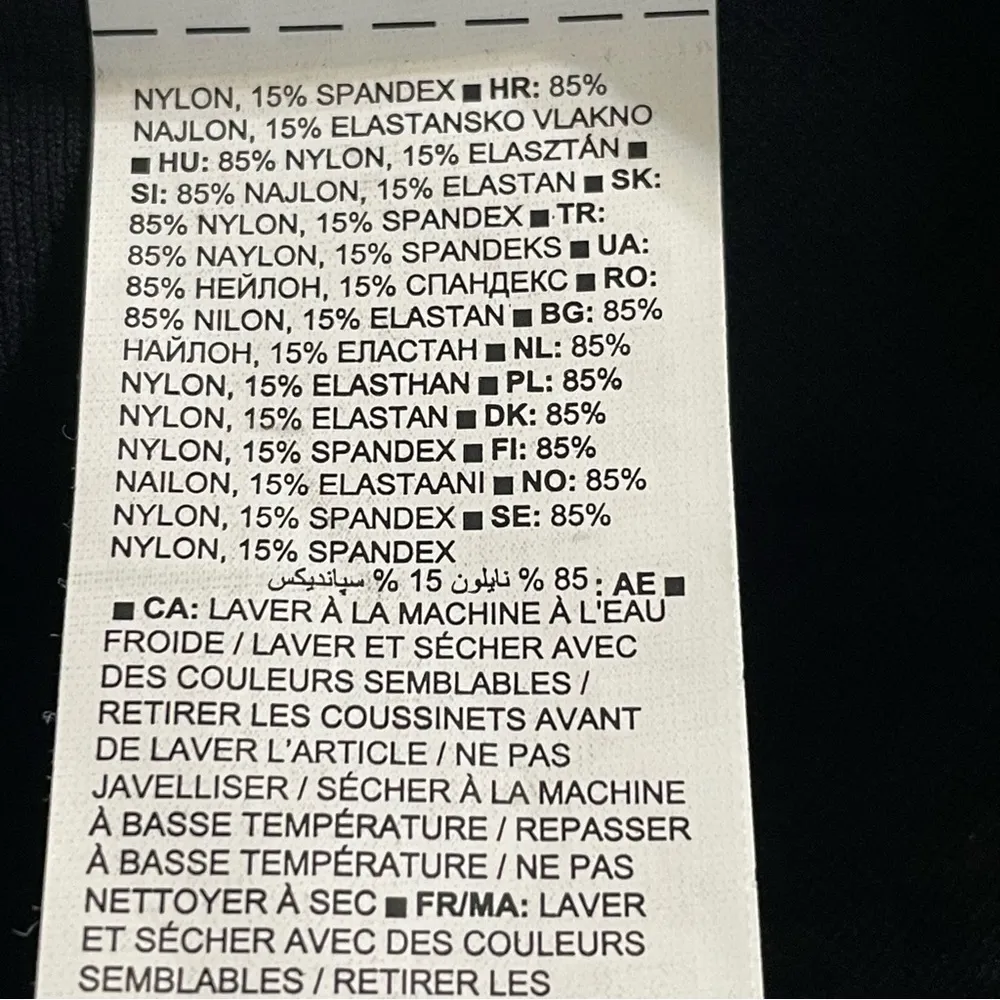 NYLON, 15% SPANDEX ■ HR: 85%
NAJLON, 15% ELASTANSKO VLAKNO
■ HU: 85% NYLON, 15% ELASZTÁN ■
SI: 85% NAJLON, 15% ELASTAN ■ SK:
85% NYLON, 15% SPANDEX ■ TR:
85% NAYLON, 15% SPANDEKS ■ UA:
85% НЕЙЛОН, 15% СПАНДЕКС ■ RO:
85% NILON, 15% ELASTAN ■ BG: 85%
НАЙЛОН, 15% ЕЛАСТАН ■ NL: 85%
NYLON, 15% ELASTHAN ■ PL: 85%
NYLON, 15% ELASTAN ■ DK: 85%
NYLON, 15% SPANDEX ■ FI: 85%
NAILON, 15% ELASTAANI ■ NO: 85%
NYLON, 15% SPANDEX ■ SE: 85%
NYLON, 15% SPANDEX
■ AE : 85 % نايلون 15 % سپانديكس
■ CA: LAVER À LA MACHINE À L'EAU
FROIDE / LAVER ET SÉCHER AVEC
DES COULEURS SEMBLABLES /
RETIRER LES COUSSINETS AVANT
DE LAVER L'ARTICLE / NE PAS
JAVELLISER / SÉCHER À LA MACHINE
À BASSE TEMPÉRATURE / REPASSER
À BASSE TEMPÉRATURE / NE PAS
NETTOYER À SEC ■ FR/MA: LAVER
ET SÉCHER AVEC DES COULEURS
SEMBLABLES / RETIRER LES